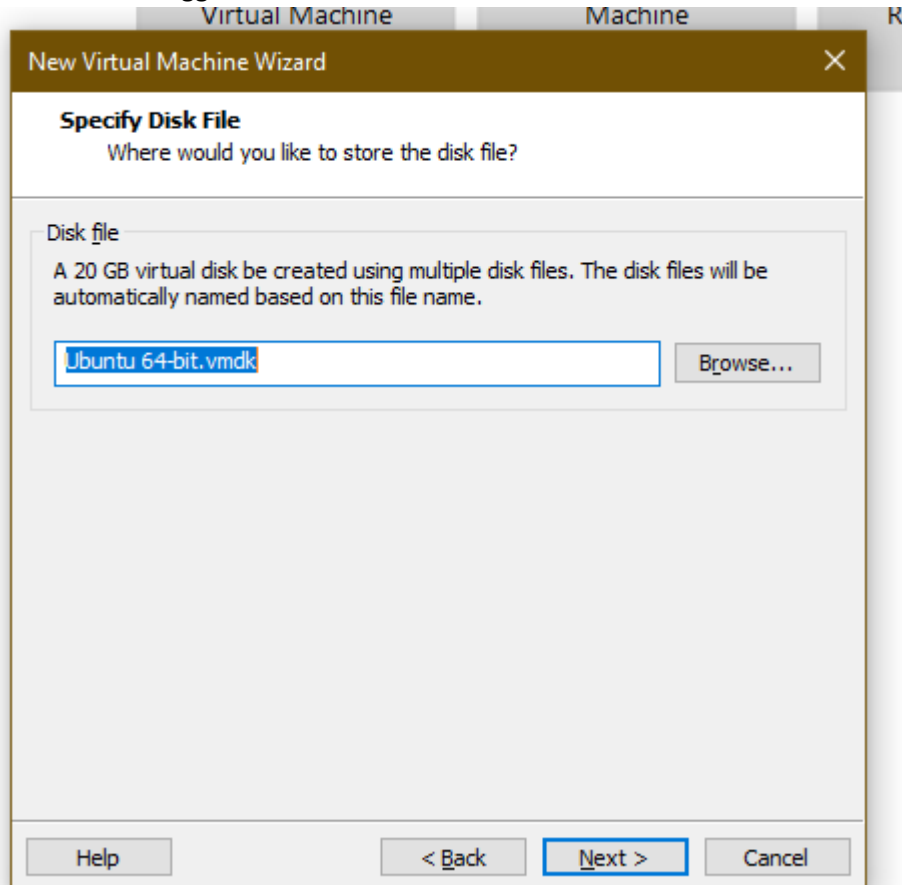 Virtual Machine
Machine
New Virtual Machine Wizard
Specify Disk File
Where would you like to store the disk file?
Disk file
A 20 GB virtual disk be created using multiple disk files. The disk files will be
automatically named based on this file name.
Ubuntu 64-bit.vmdk
Browse...
Help
< Back
Next >
Cancel